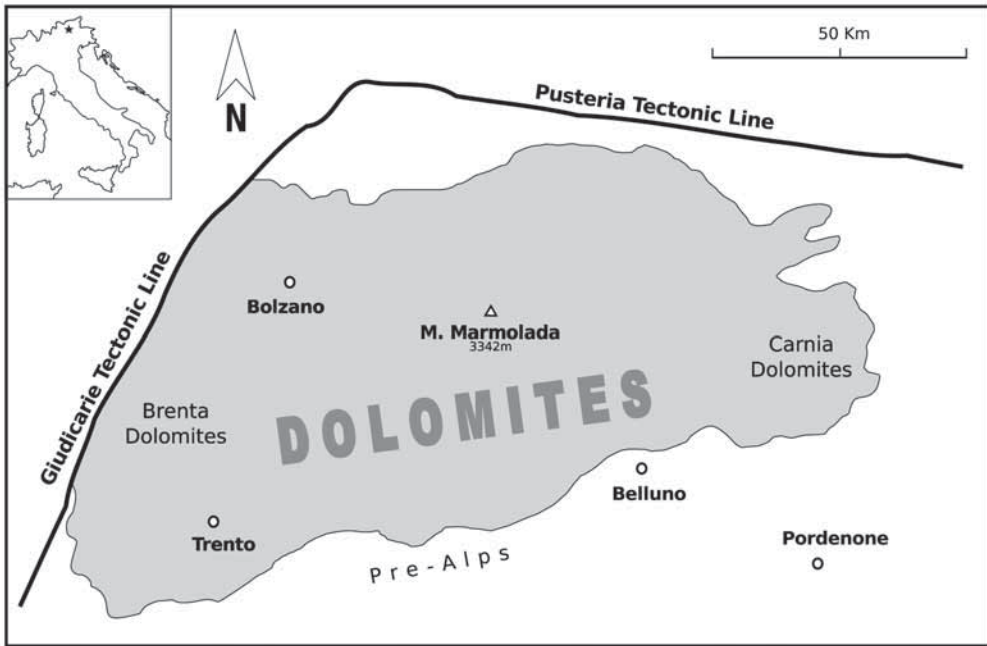 50 Km
N
Pusteria Tectonic Line
Giudicarie Tectonic Line
Bolzano
M. Marmolada
3342m
Carnia
Dolomites
Brenta
Dolomites
DOLOMITES
Belluno
Trento
Pordenone
Pre-Alps